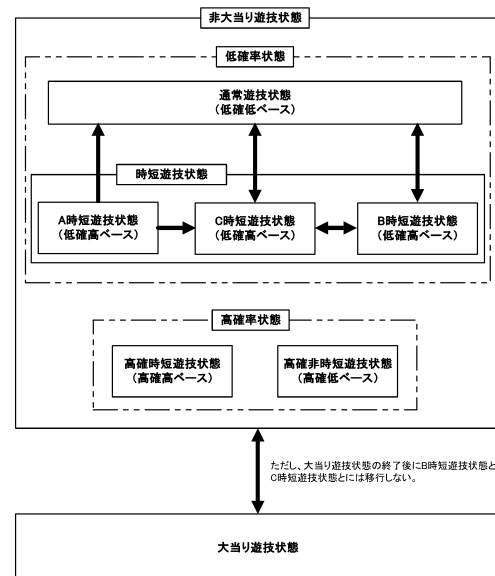 非大当り遊技状態
低確率状態
通常遊技状態
(低確低ベース)
時短遊技状態
A時短遊技状態
(低確高ベース)
C時短遊技状態
(低確高ベース)
B時短遊技状態
(低確高ベース)
高確率状態
高確時短遊技状態
(高確高ベース)
高確非時短遊技状態
(高確低ベース)
ただし、大当り遊技状態の終了後にB時短遊技状態と
C時短遊技状態とには移行しない。
大当り遊技状態